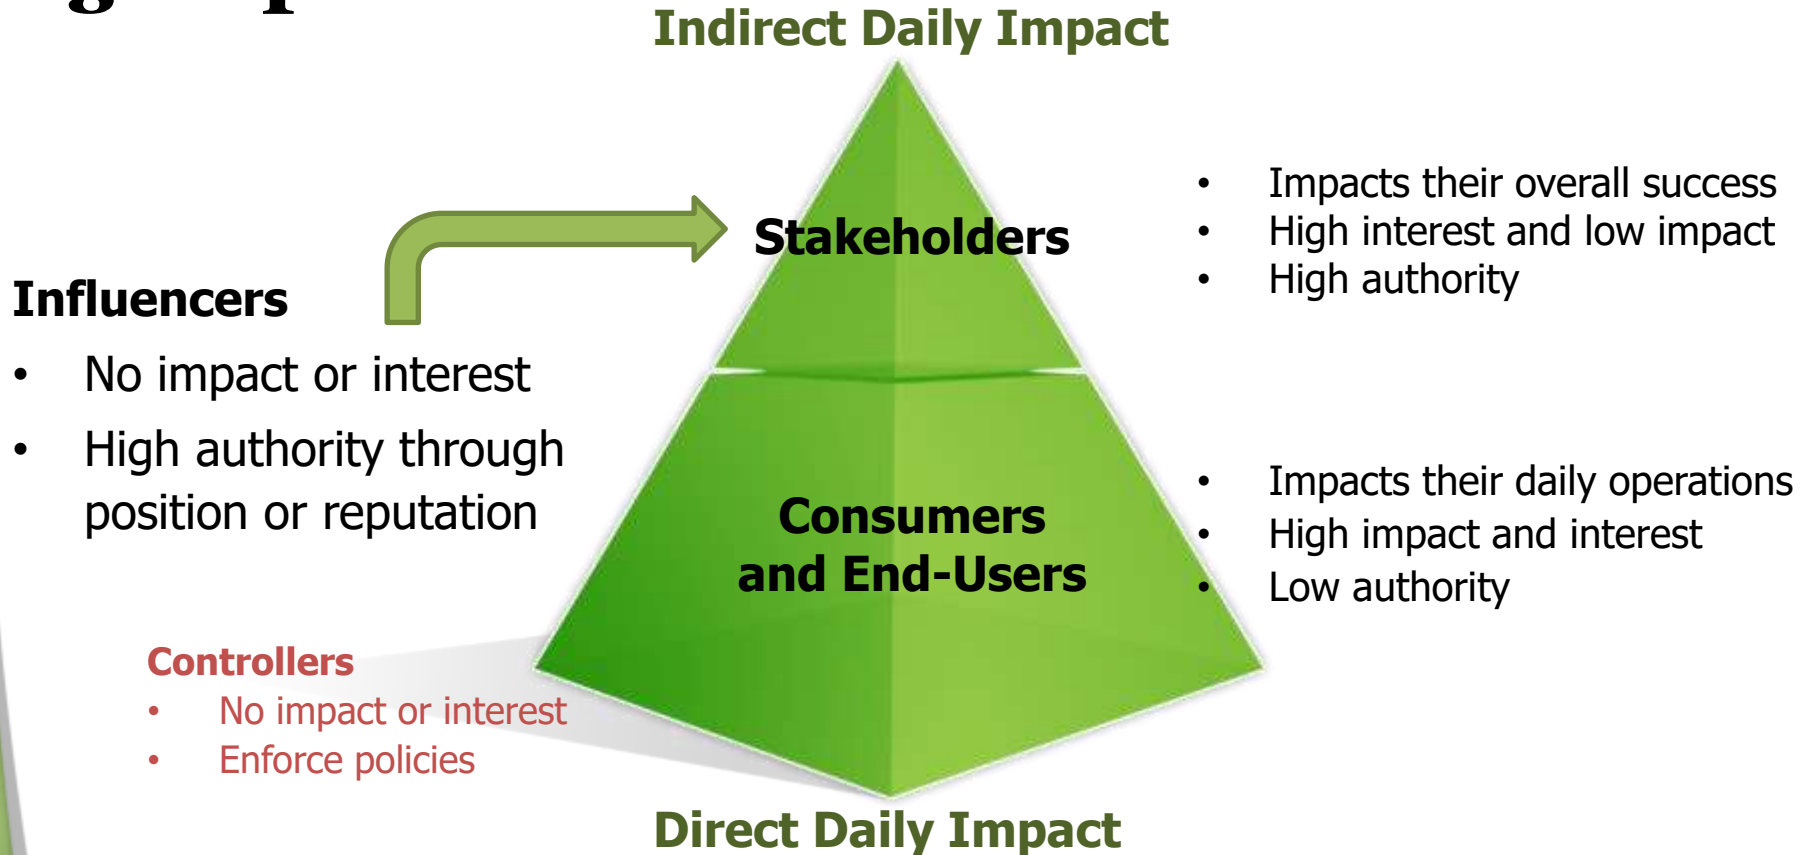 Indirect Daily Impact
Stakeholders
• Impacts their overall success
• High interest and low impact
• High authority
Influencers
• No impact or interest
• High authority through
position or reputation
Consumers
and End-Users
• Impacts their daily operations
• High impact and interest
• Low authority
Controllers
• No impact or interest
• Enforce policies
Direct Daily Impact